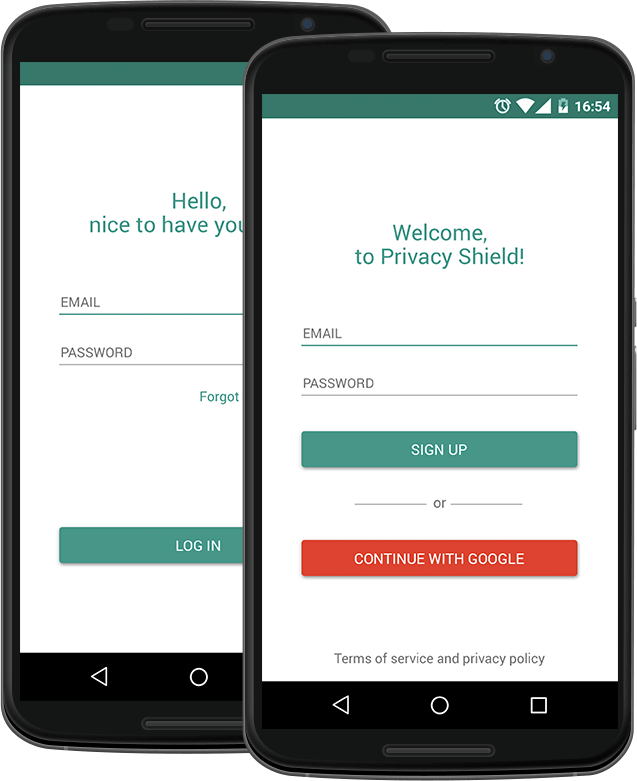 Hello,
nice to have you
EMAIL
PASSWORD
Forgot
LOG IN
16:54
Welcome,
to Privacy Shield!
EMAIL
PASSWORD
SIGN UP
or
CONTINUE WITH GOOGLE
Terms of service and privacy policy